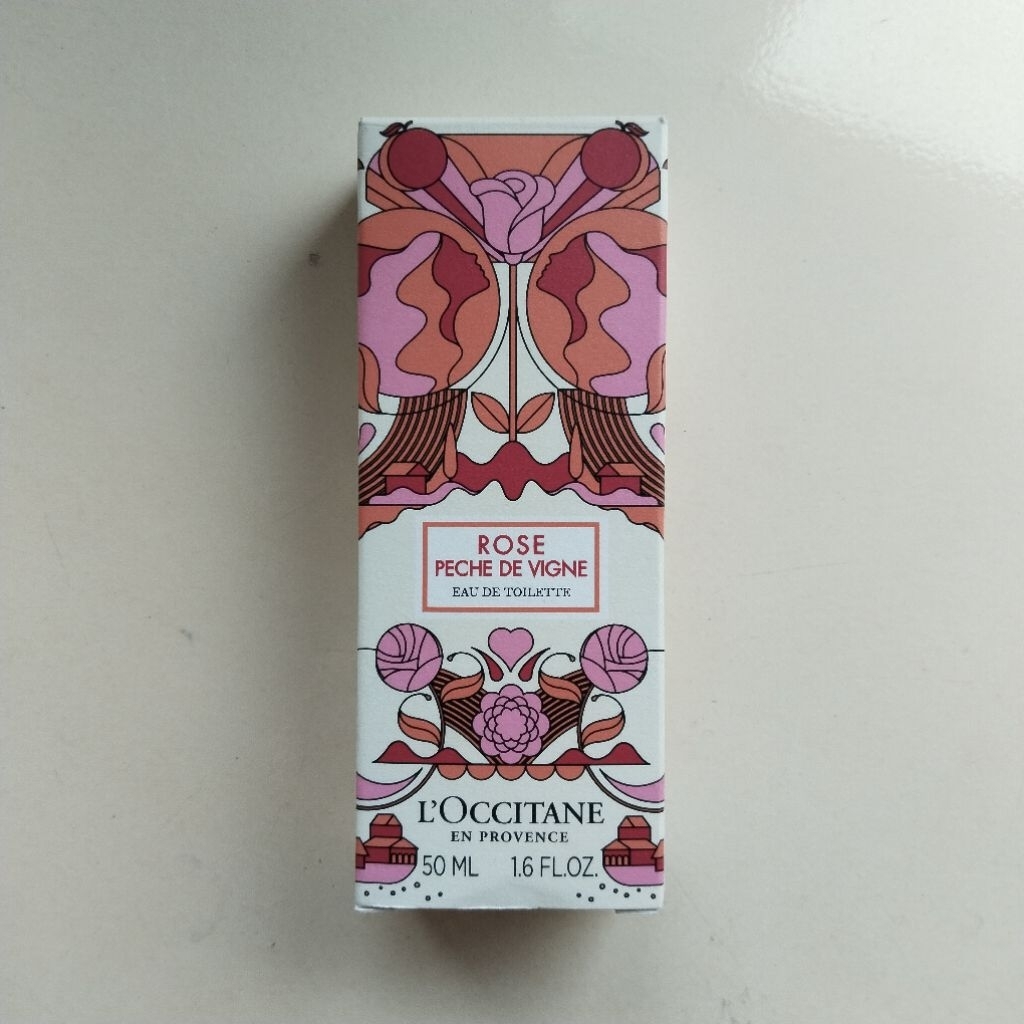 ROSE
PECHE DE VIGNE
EAU DE TOILETTE
L'OCCITANE
EN PROVENCE
50 ML 1.6 FL.OZ.